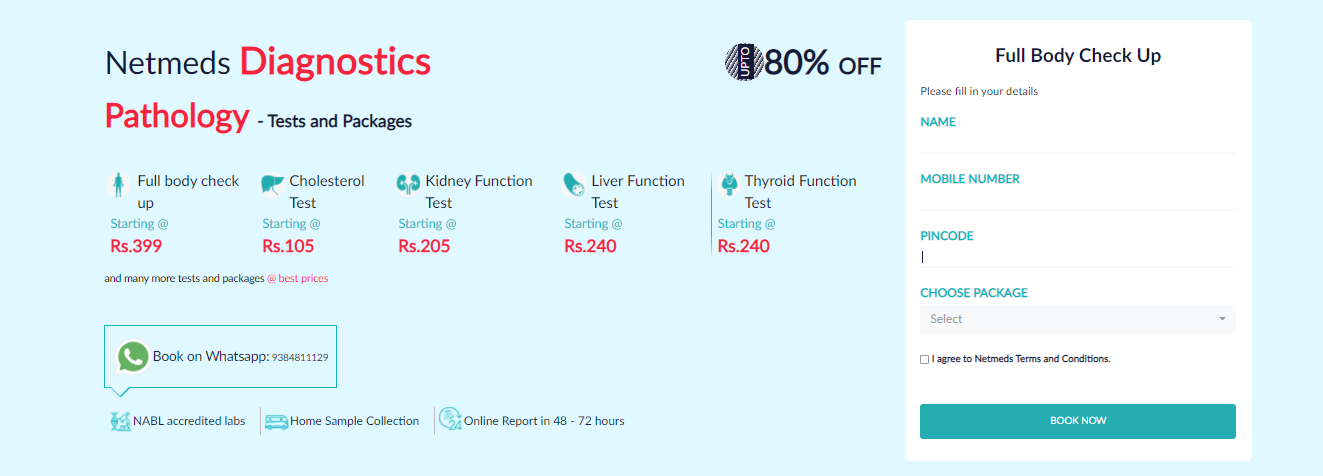 Netmeds Diagnostics
Pathology - Tests and Packages
UPTO 80% OFF
Full body check
up
Starting @
Rs.399
Cholesterol
Test
Starting @
Rs.105
Kidney Function
Test
Starting @
Rs.205
Liver Function
Test
Starting @
Rs.240
Thyroid Function
Test
Starting @
Rs.240
and many more tests and packages @ best prices
Book on Whatsapp: 9384811129
NABL accredited labs
Home Sample Collection
24
Online Report in 48 - 72 hours
Full Body Check Up
Please fill in your details
NAME
MOBILE NUMBER
PINCODE
CHOOSE PACKAGE
Select
I agree to Netmeds Terms and Conditions.
BOOK NOW